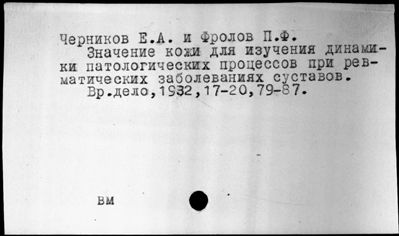 Черников Е.А. и Фролов П.Ф.
Значение кожи для изучения динами-
ки патологических процессов при рев-
матических заболеваниях суставов.
Вр.дело,1932,17-20,79-87.
вм